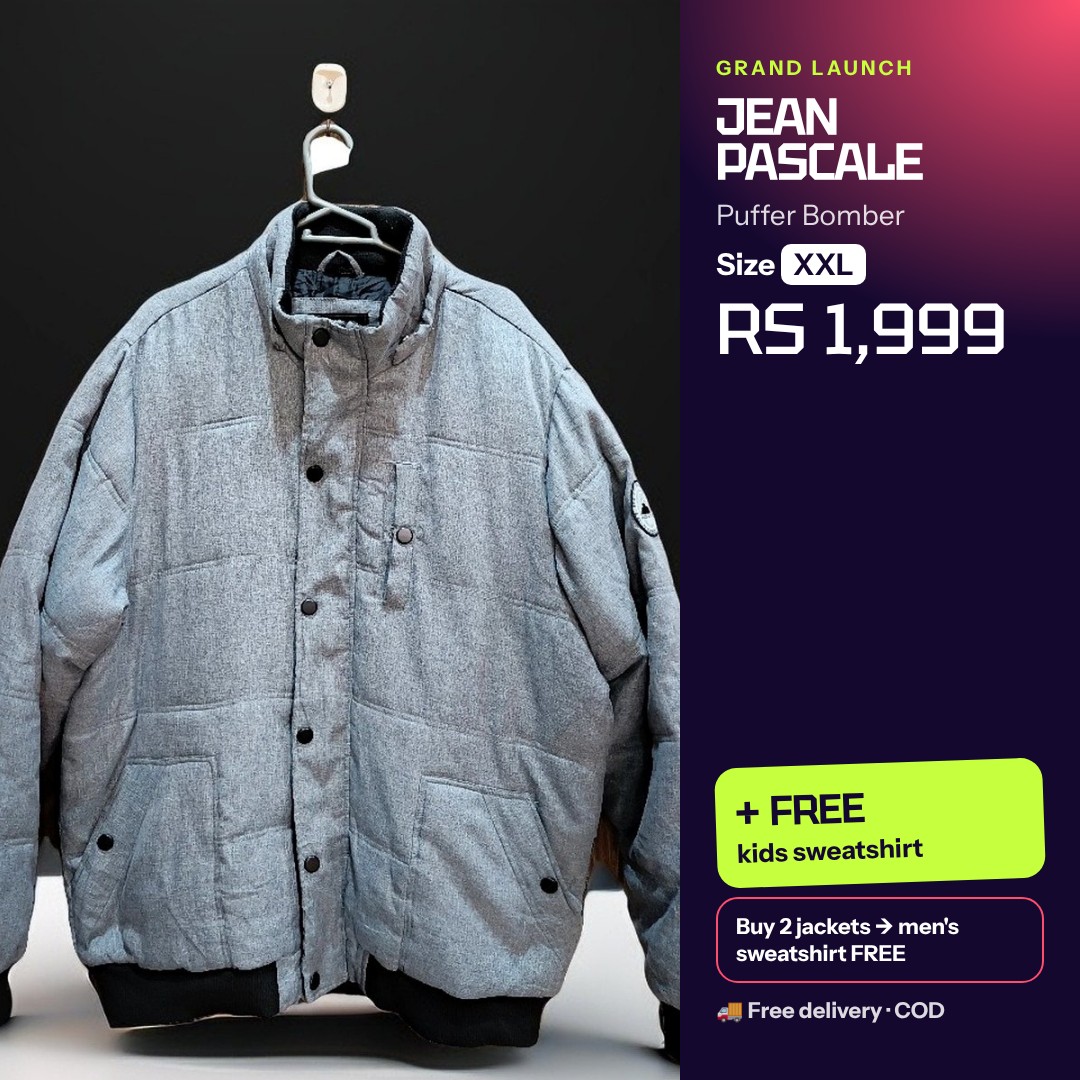 GRAND LAUNCH
JEAN
PASCALE
Puffer Bomber
Size XXL
RS 1,999
+ FREE
kids sweatshirt
Buy 2 jackets → men's
sweatshirt FREE
🚚 Free delivery · COD